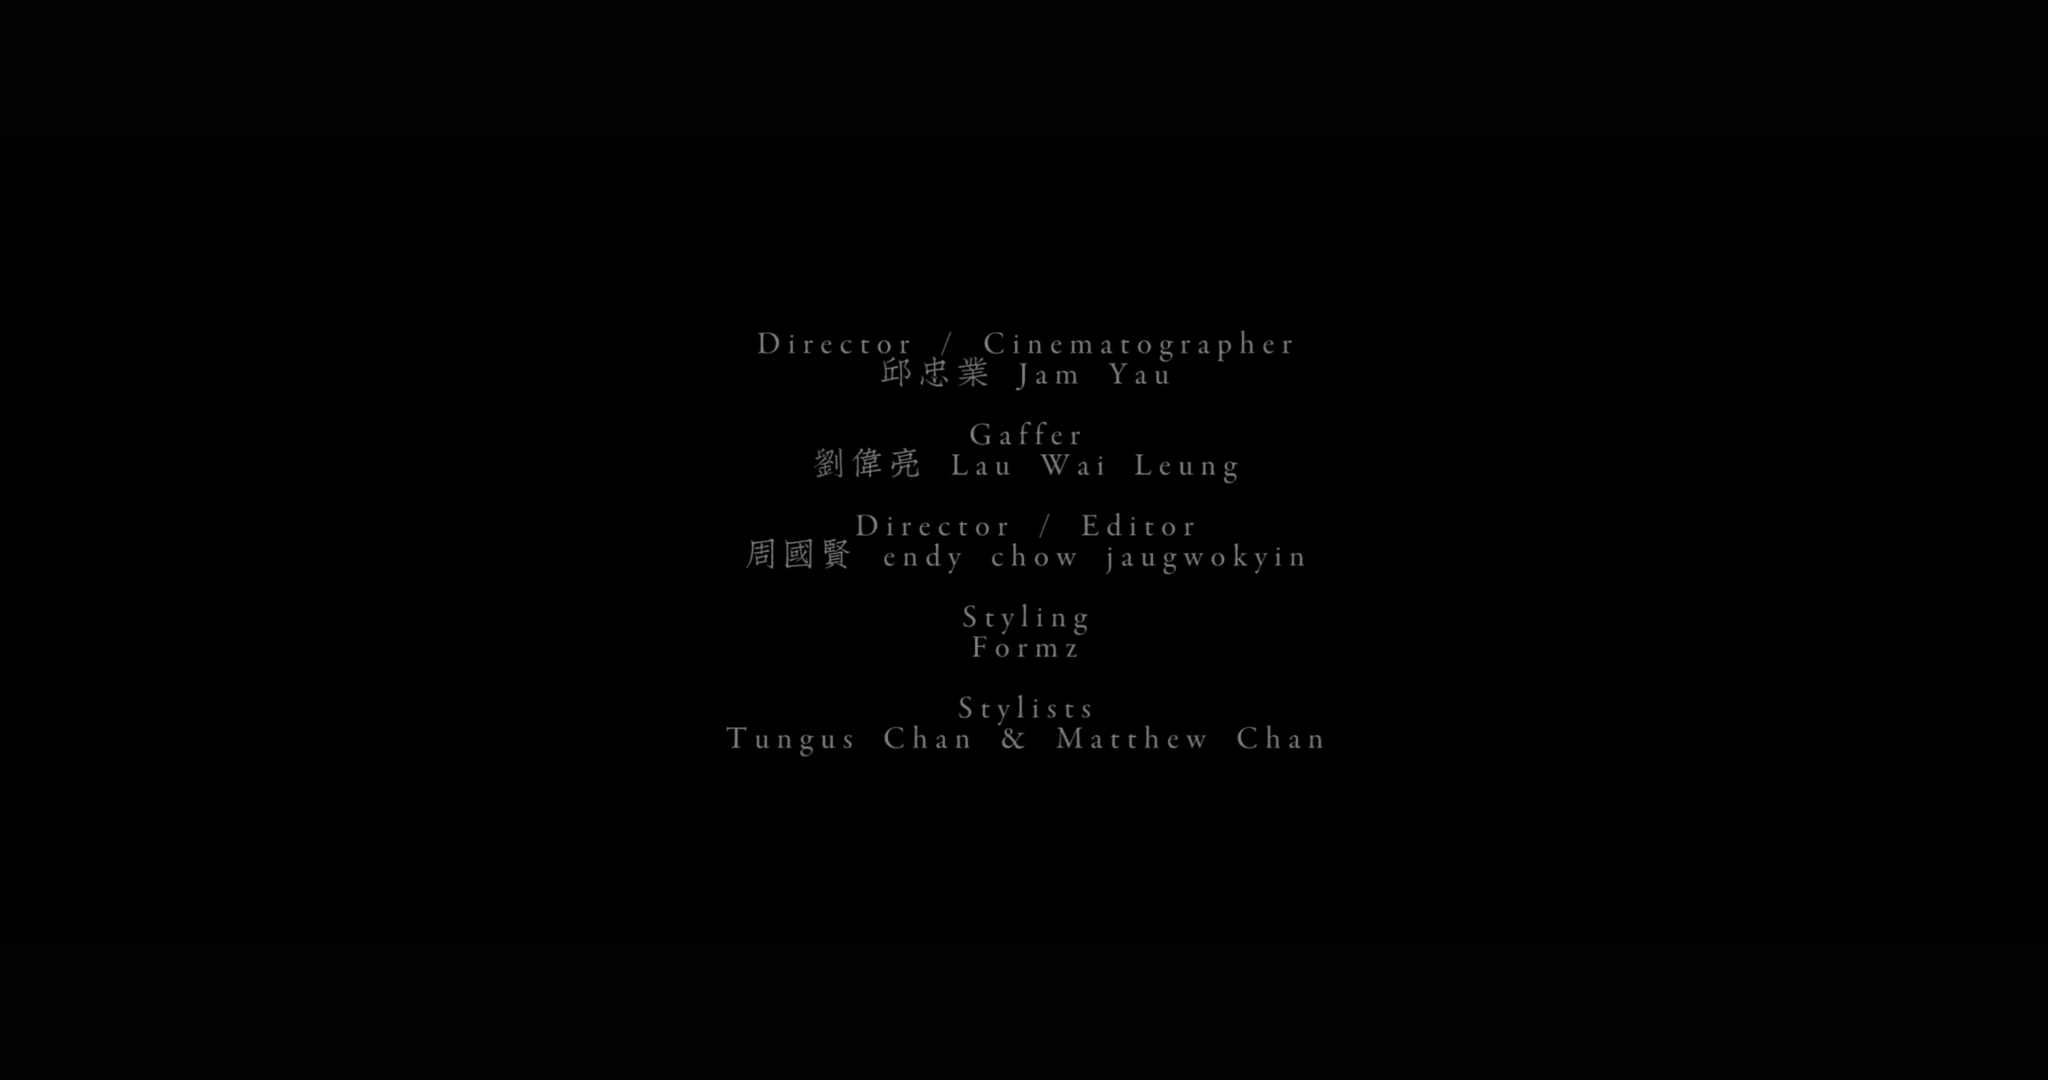 Director / Cinematographer
邱忠業 Jam Yau
Gaffer
劉偉亮 Lau Wai Leung
Director / Editor
周國賢 endy chow jaugwokyin
Styling
Formz
Stylists
Tungus Chan & Matthew Chan